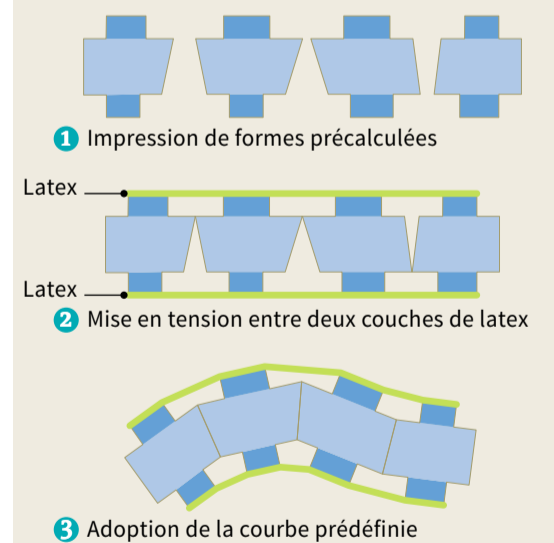 1 Impression de formes précalculées
Latex
Latex
2 Mise en tension entre deux couches de latex
3 Adoption de la courbe prédéfinie